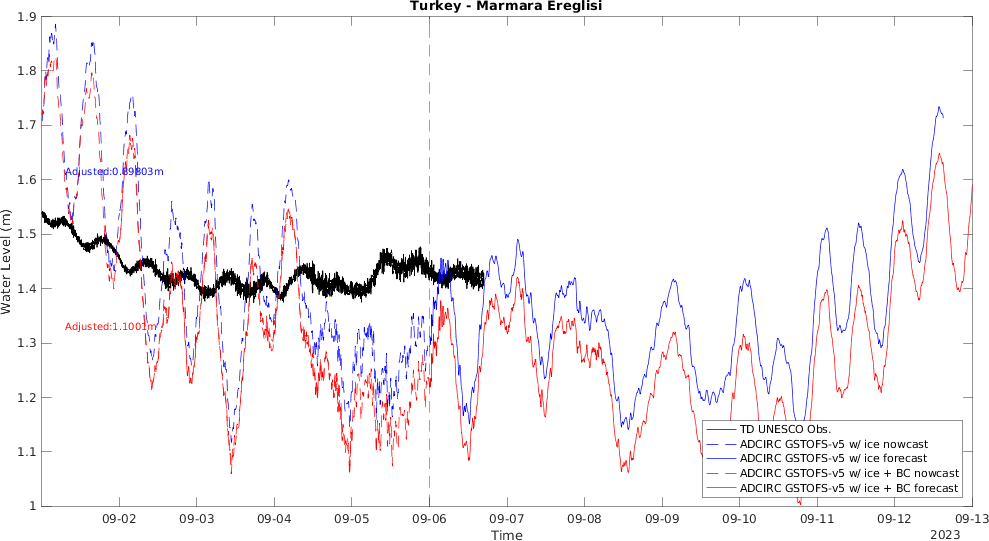 Turkey - Marmara Ereglisi
1.9
1.8
1.7
1.6
1.5
1.4
1.3
1.2
1.1
1
Water Level (m)
Adjusted:0.89803m
Adjusted:1.1001m
TD UNESCO Obs.
ADCIRC GSTOFS-v5 w/ ice nowcast
ADCIRC GSTOFS-v5 w/ ice forecast
ADCIRC GSTOFS-v5 w/ ice + BC nowcast
ADCIRC GSTOFS-v5 w/ ice + BC forecast
09-02 09-03 09-04 09-05 09-06 09-07 09-08 09-09 09-10 09-11 09-12 09-13
Time
2023